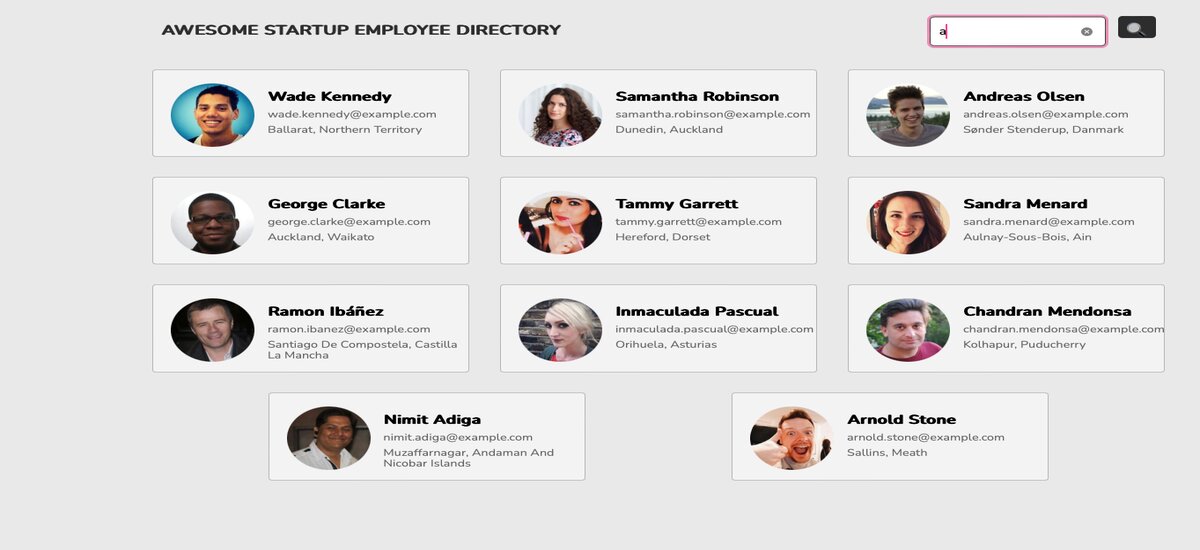 AWESOME STARTUP EMPLOYEE DIRECTORY
a
Wade Kennedy
wade.kennedy@example.com
Ballarat, Northern Territory
Samantha Robinson
samantha.robinson@example.com
Dunedin, Auckland
Andreas Olsen
andreas.olsen@example.com
Sønder Stenderup, Danmark
George Clarke
george.clarke@example.com
Auckland, Waikato
Tammy Garrett
tammy.garrett@example.com
Hereford, Dorset
Sandra Menard
sandra.menard@example.com
Aulnay-Sous-Bois, Ain
Ramon Ibáñez
ramon.ibanez@example.com
Santiago De Compostela, Castilla
La Mancha
Inmaculada Pascual
inmaculada.pascual@example.com
Orihuela, Asturias
Chandran Mendonsa
chandran.mendonsa@example.com
Kolhapur, Puducherry
Nimit Adiga
nimit.adiga@example.com
Muzaffarnagar, Andaman And
Nicobar Islands
Arnold Stone
arnold.stone@example.com
Sallins, Meath